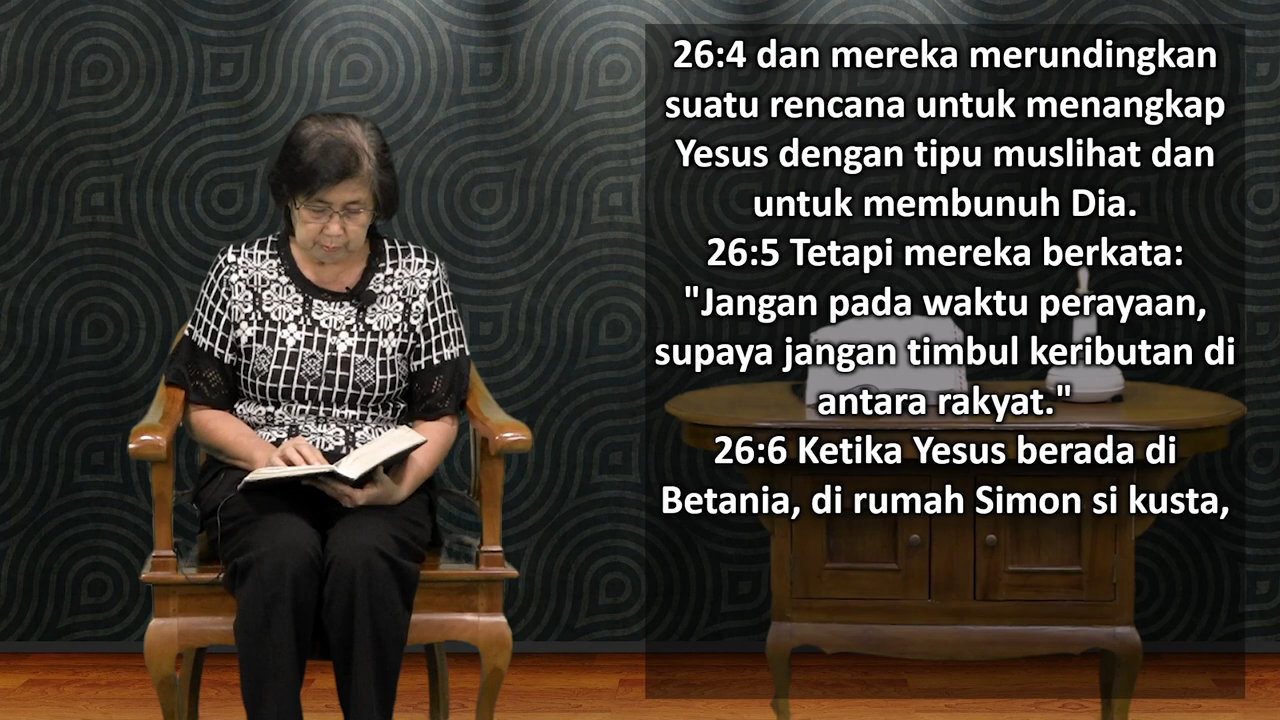 26:4 dan mereka merundingkan
suatu rencana untuk menangkap
Yesus dengan tipu muslihat dan
untuk membunuh Dia.
26:5 Tetapi mereka berkata:
"Jangan pada waktu perayaan,
supaya jangan timbul keributan di
antara rakyat."
26:6 Ketika Yesus berada di
Betania, di rumah Simon si kusta,